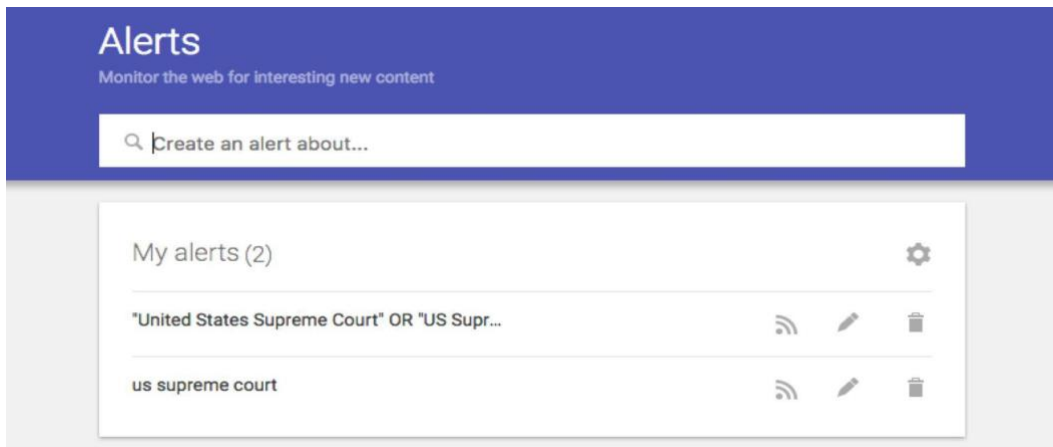 Alerts
Monitor the web for interesting new content
Create an alert about...
My alerts (2)
"United States Supreme Court" OR "US Supr...
us supreme court